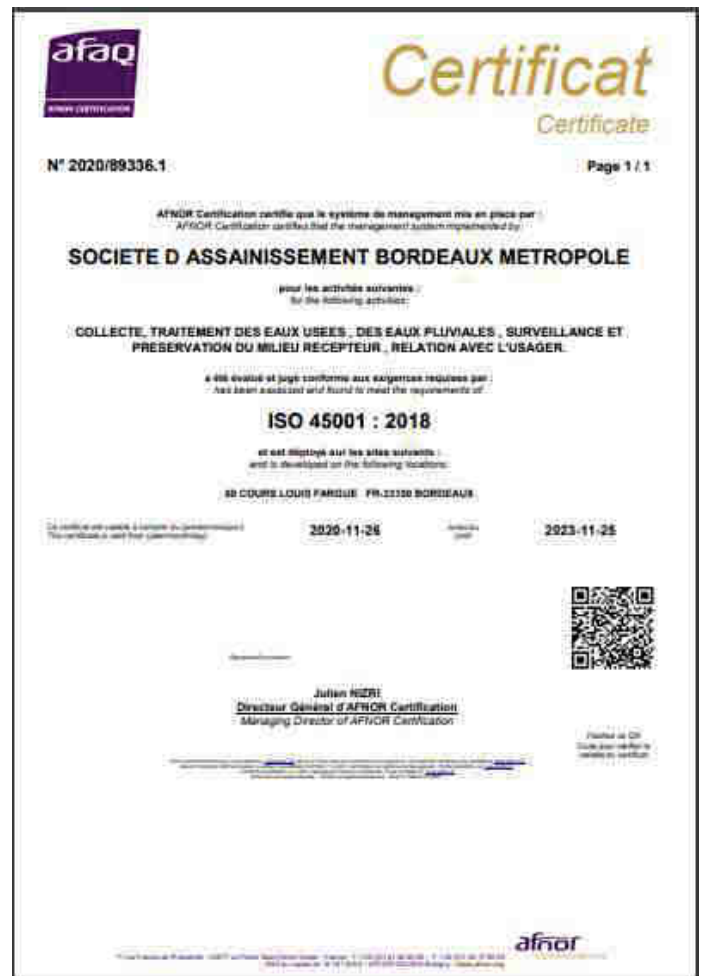 afaq
AFNOR CERTIFICATION
Certificat
Certificate
N° 2020/89336.1
Page 1 / 1
AFNOR Certification certifie que le système de management mis en place par :
AFNOR Certification certifies that the management system implemented by:
SOCIETE D ASSAINISSEMENT BORDEAUX METROPOLE
pour les activités suivantes :
for the following activities:
COLLECTE, TRAITEMENT DES EAUX USEES , DES EAUX PLUVIALES , SURVEILLANCE ET
PRESERVATION DU MILIEU RECEPTEUR , RELATION AVEC L'USAGER.
a été évalué et jugé conforme aux exigences requises par :
has been assessed and found to meet the requirements of:
ISO 45001 : 2018
et est déployé sur les sites suivants :
and is developed on the following locations:
COURS LOUIS FARGUE FR-33300 BORDEAUX
2020-11-26
2023-11-25
Julien NIZRI
Directeur Général d'AFNOR Certification
Managing Director of AFNOR Certification
afnor